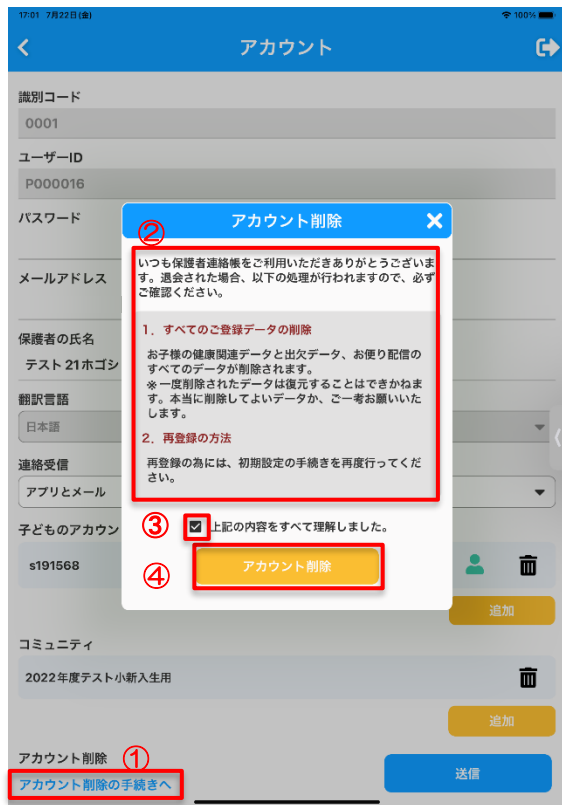 17:01 7月22日(金)
100%
アカウント
識別コード
0001
ユーザーID
P000016
パスワード
②
アカウント削除
いつも保護者連絡帳をご利用いただきありがとうございま
す。退会された場合、以下の処理が行われますので、必ず
ご確認ください。
メールアドレス
1. すべてのご登録データの削除
お子様の健康関連データと出欠データ、お便り配信の
すべてのデータが削除されます。
※一度削除されたデータは復元することはできかねま
す。本当に削除してよいデータか、ご一考お願いいた
します。
2. 再登録の方法
再登録の為には、初期設定の手続きを再度行ってくだ
さい。
保護者の氏名
テスト21ホゴシ
翻訳言語
日本語
連絡受信
アプリとメール
③
上記の内容をすべて理解しました。
子どものアカウン
④
アカウント削除
s191568
追加
コミュニティ
2022年度テスト小新入生用
追加
アカウント削除
①
アカウント削除の手続きへ
送信